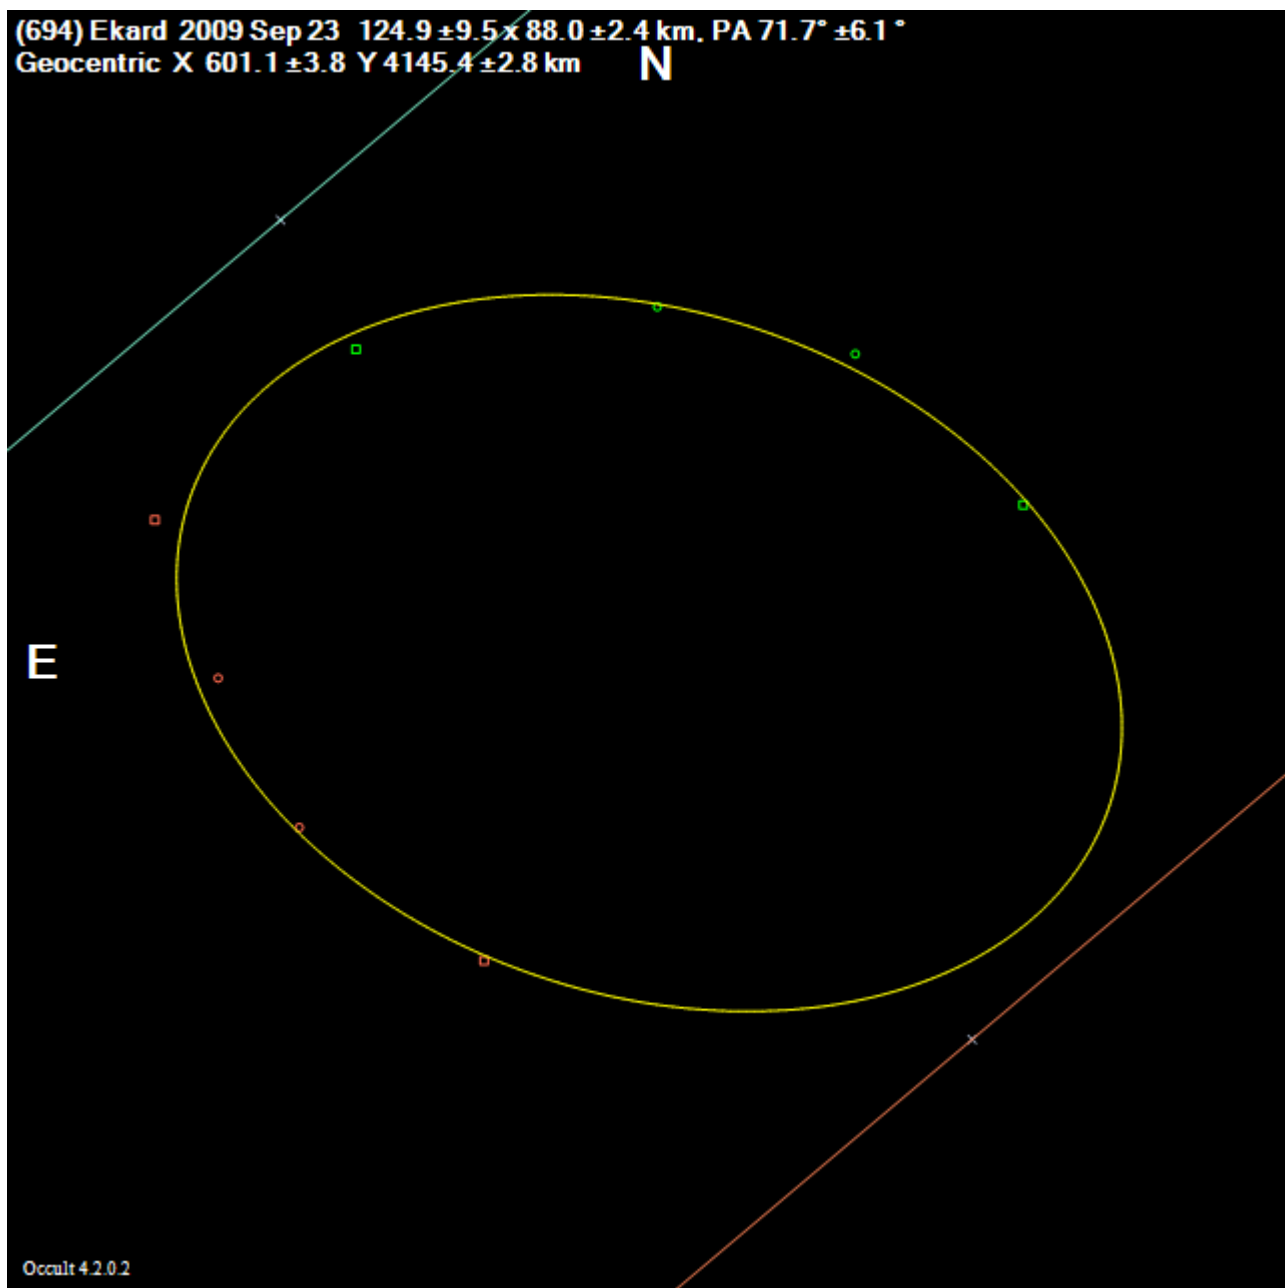 (694) Ekard 2009 Sep 23 124.9 ±9.5 x 88.0 ±2.4 km, PA 71.7° ±6.1 °
Geocentric X 601.1 ±3.8 Y 4145.4 ±2.8 km
N
E
Occult 4.2.0.2